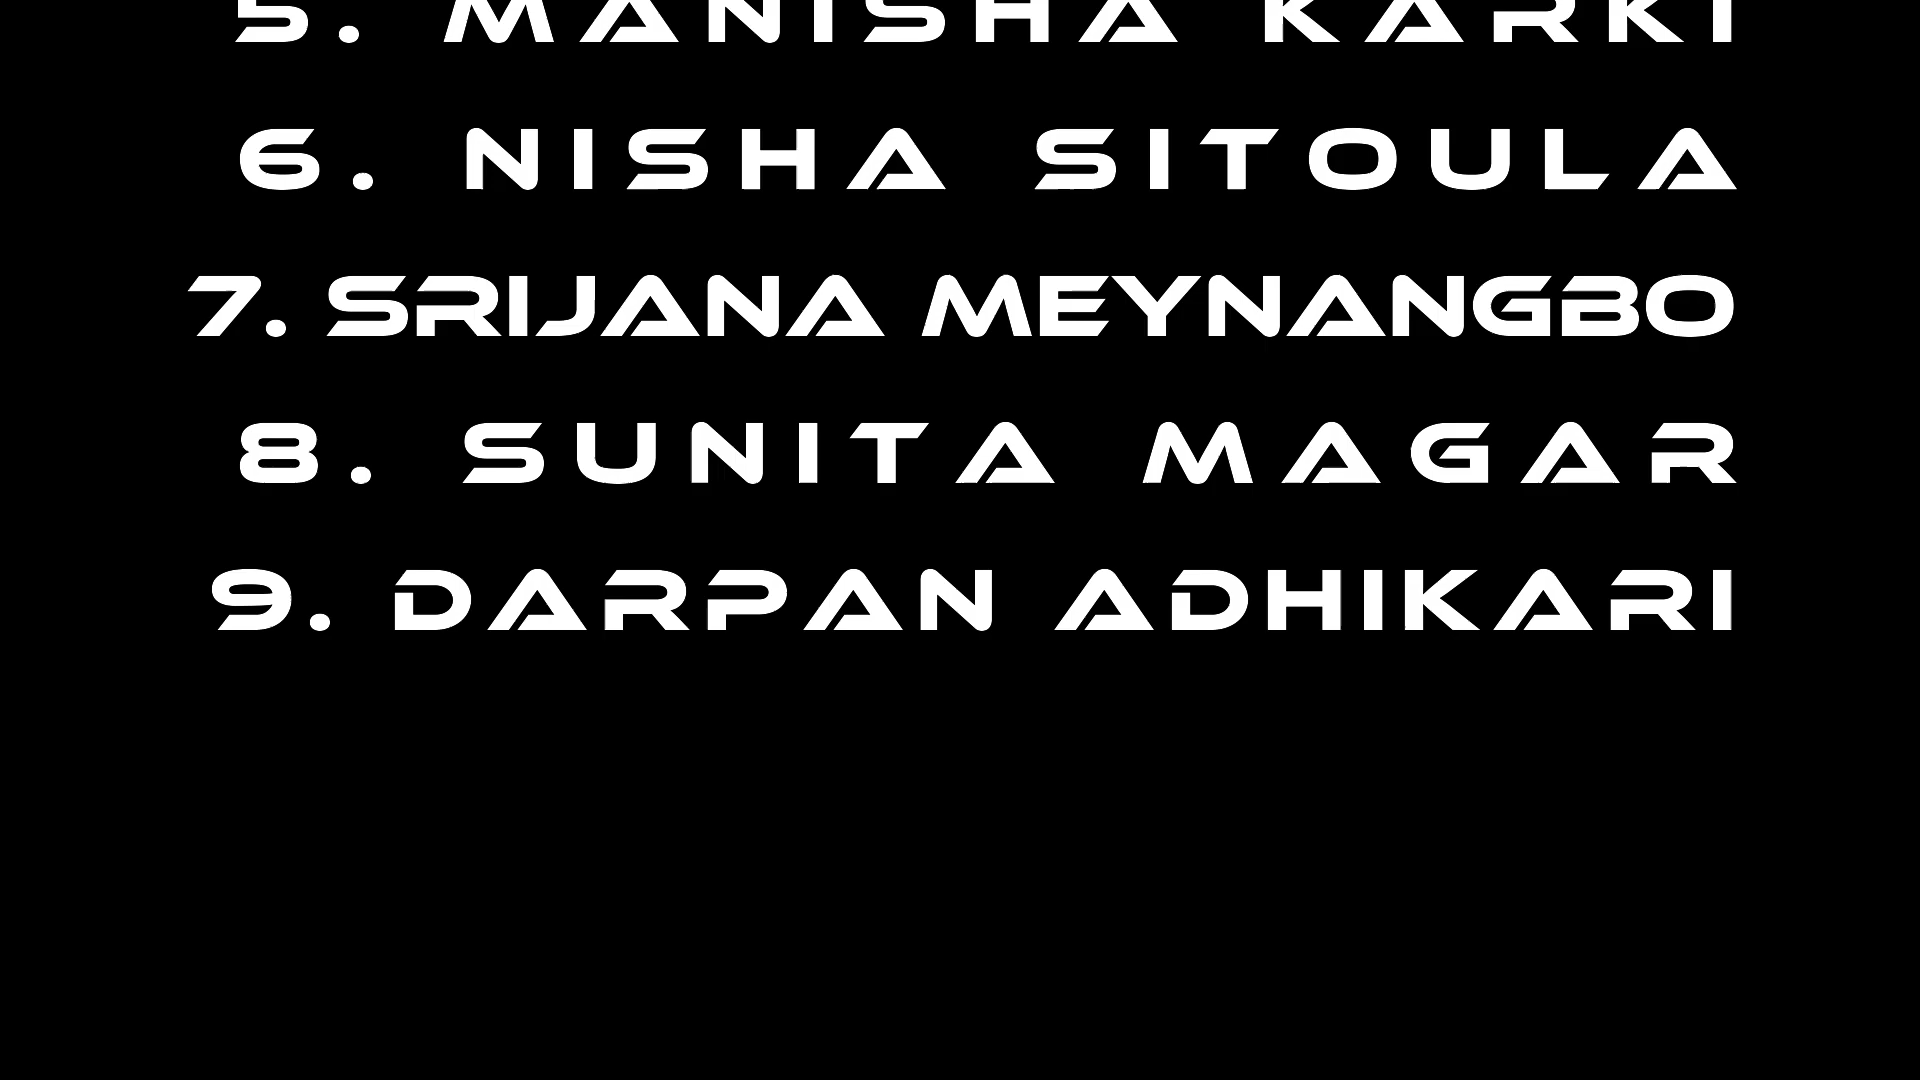 5. MANISHA KARKI
6. NISHA SITOULA
7. SRIJANA MEYNANGBO
8. SUNITA MAGAR
9. DARPAN ADHIKARI